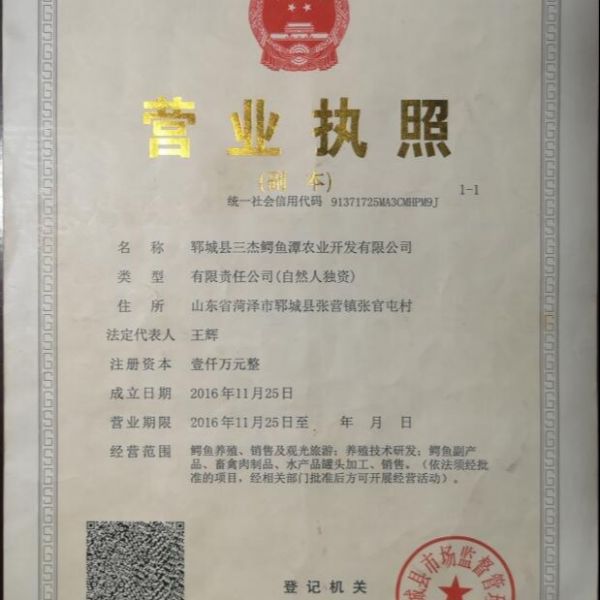 营业执照
(副 本)
1-1
统一社会信用代码 91371725MA3CMHPM9J
名 称 郓城县三杰鳄鱼潭农业开发有限公司
类 型 有限责任公司(自然人独资)
住 所 山东省菏泽市郓城县张营镇张官屯村
法定代表人 王辉
注册资本 壹仟万元整
成立日期 2016年11月25日
营业期限 2016年11月25日至 年 月 日
经营范围 鳄鱼养殖、销售及观光旅游；养殖技术研发；鳄鱼副产
品、畜禽肉制品、水产品罐头加工、销售。（依法须经批
准的项目，经相关部门批准后方可开展经营活动）。
登记机关
城县市场监督管